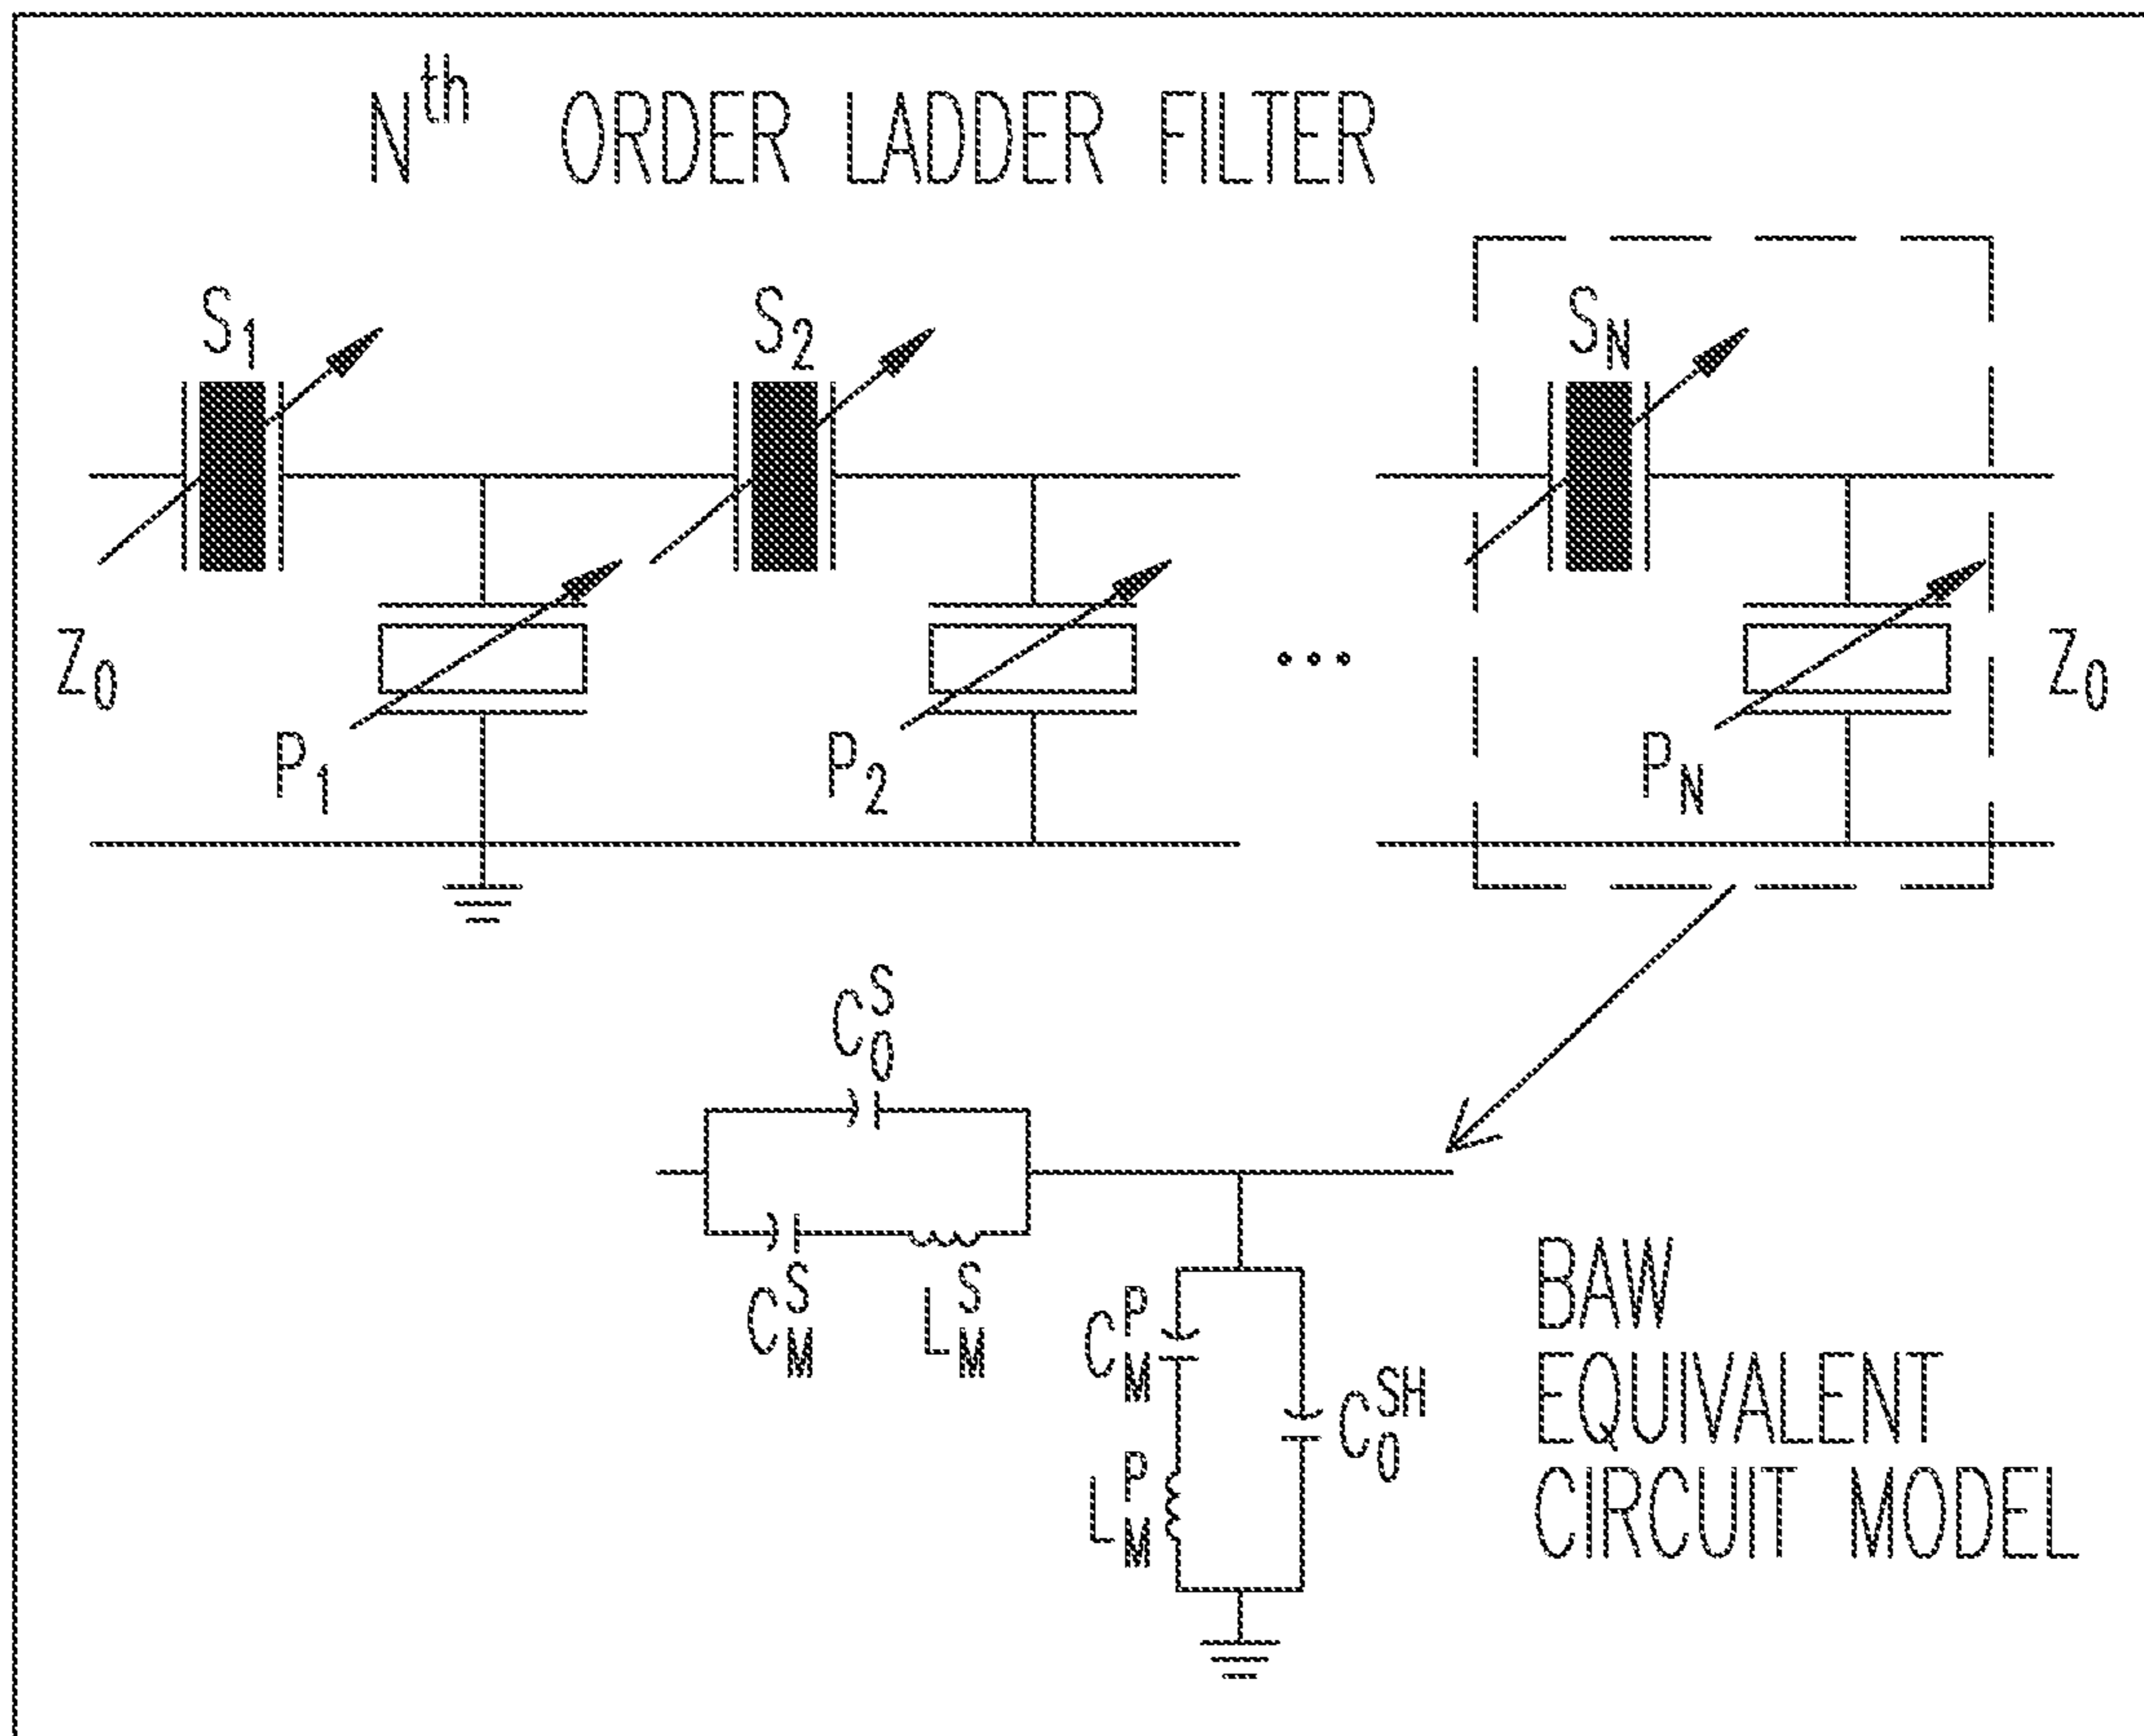 Nth ORDER LADDER FILTER
S1 S2 SN
Z0 Z0
P1 P2 ... PN
C0S
CMS LMS CMP
C0SH
LMP
BAW
EQUIVALENT
CIRCUIT MODEL